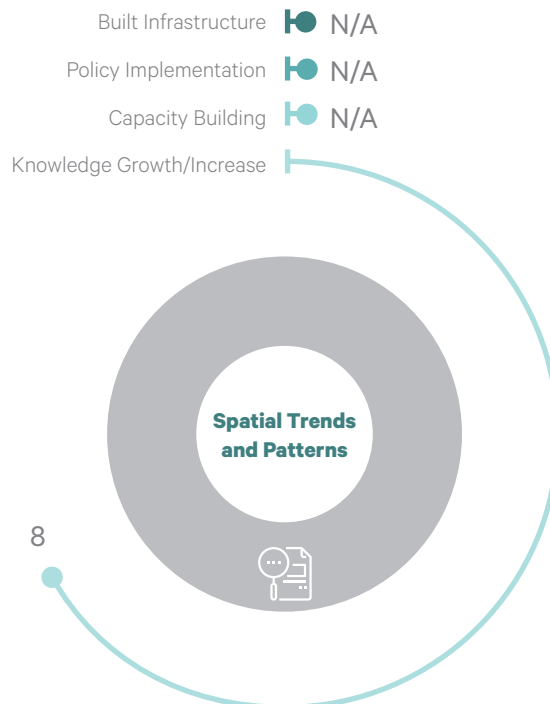 Built Infrastructure N/A
Policy Implementation N/A
Capacity Building N/A
Knowledge Growth/Increase
Spatial Trends
and Patterns
8